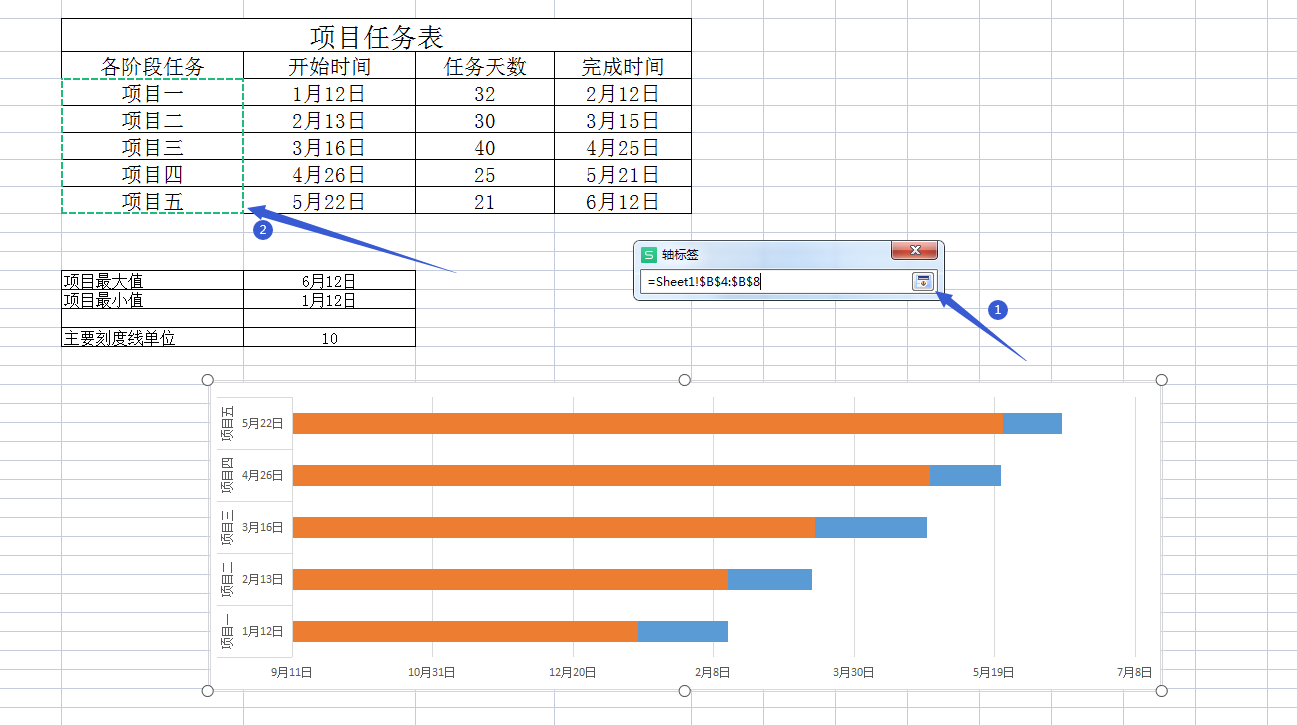 项目任务表
各阶段任务 开始时间 任务天数 完成时间
项目一 1月12日 32 2月12日
项目二 2月13日 30 3月15日
项目三 3月16日 40 4月25日
项目四 4月26日 25 5月21日
项目五 5月22日 21 6月12日
2
S 轴标签
=Sheet1!$B$4:$B$8
1
项目最大值 6月12日
项目最小值 1月12日
主要刻度线单位 10
项目五 5月22日
项目四 4月26日
项目三 3月16日
项目二 2月13日
项目一 1月12日
9月11日 10月31日 12月20日 2月8日 3月30日 5月19日 7月8日